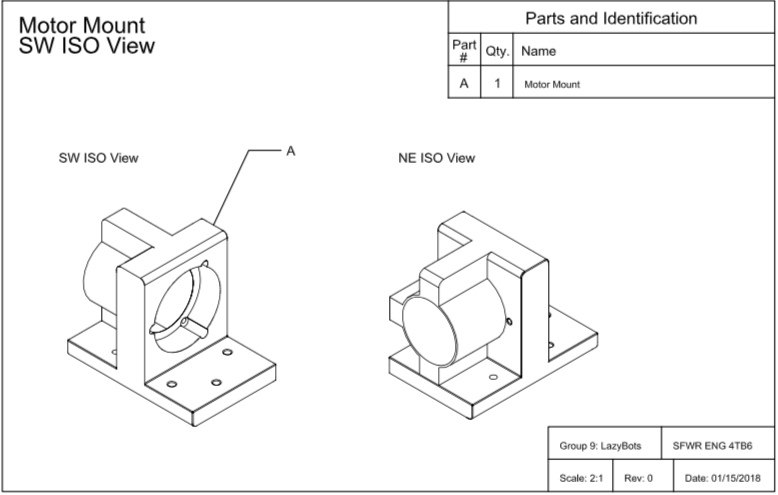 Motor Mount
SW ISO View
Parts and Identification
Part # Qty. Name
A 1 Motor Mount
SW ISO View
A
NE ISO View
Group 9: LazyBots SFWR ENG 4TB6
Scale: 2:1 Rev: 0 Date: 01/15/2018